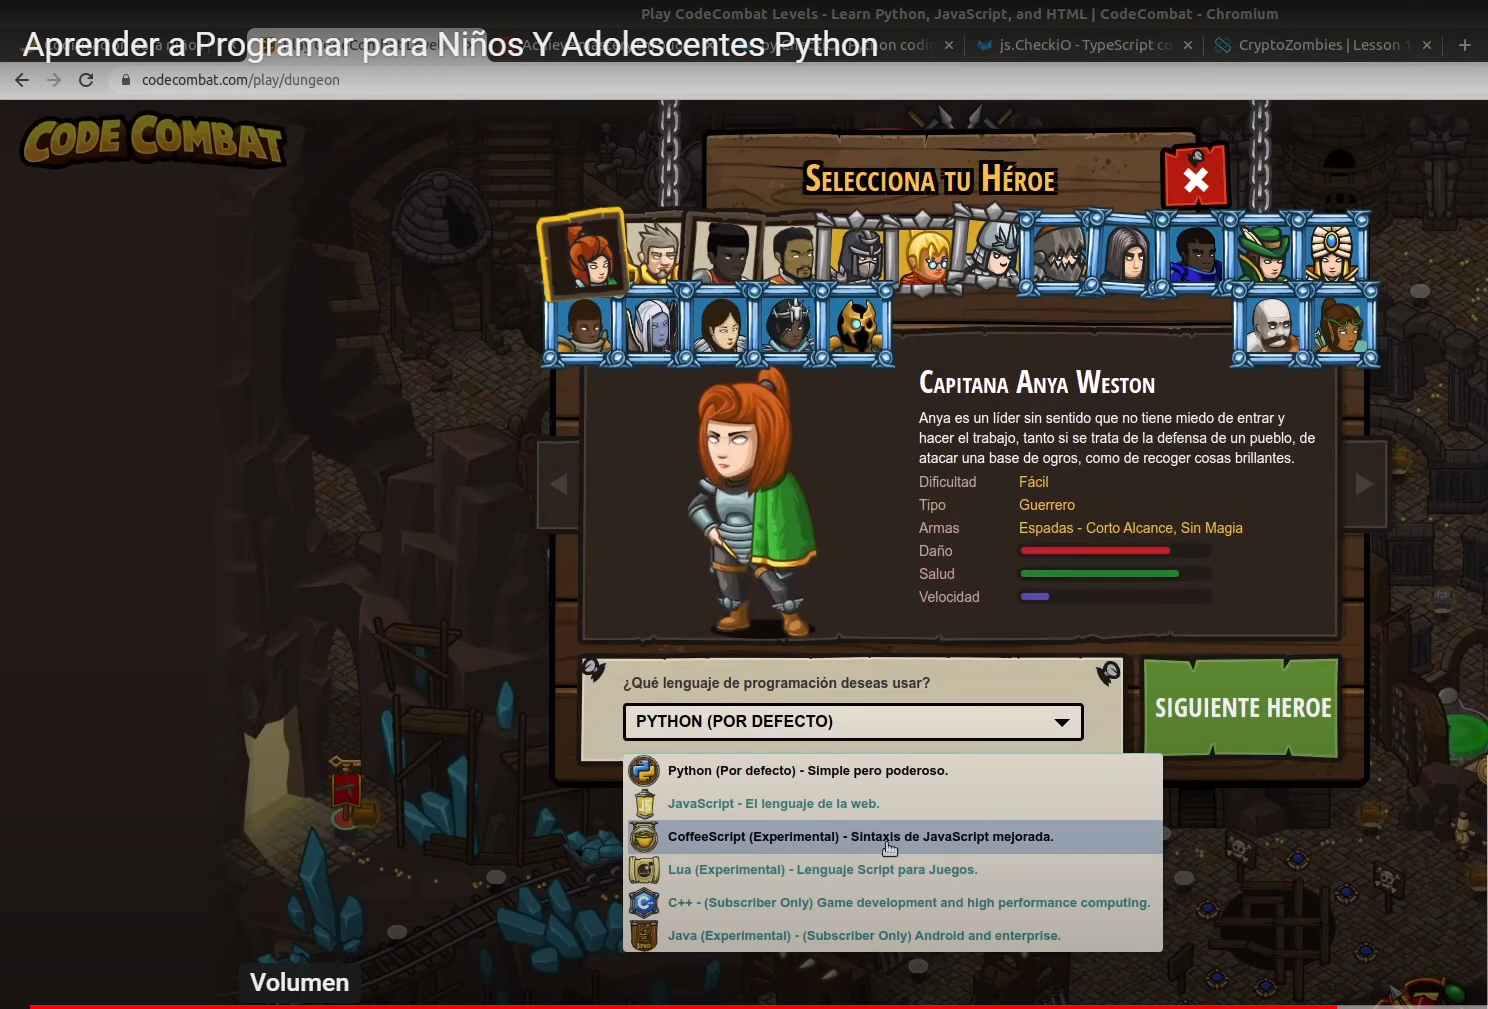 Play CodeCombat Levels - Learn Python, JavaScript, and HTML | CodeCombat - Chromium
Aprender a Programar para Niños Y Adolescentes Python
js.CheckiO - TypeScript co
CryptoZombies | Lesson 1
codecombat.com/play/dungeon
CODE COMBAT
SELECCIONA TU HÉROE
CAPITANA ANYA WESTON
Anya es un líder sin sentido que no tiene miedo de entrar y
hacer el trabajo, tanto si se trata de la defensa de un pueblo, de
atacar una base de ogros, como de recoger cosas brillantes.
Dificultad Fácil
Tipo Guerrero
Armas Espadas - Corto Alcance, Sin Magia
Daño
Salud
Velocidad
¿Qué lenguaje de programación deseas usar?
PYTHON (POR DEFECTO)
SIGUIENTE HEROE
Python (Por defecto) - Simple pero poderoso.
JavaScript - El lenguaje de la web.
CoffeeScript (Experimental) - Sintaxis de JavaScript mejorada.
Lua (Experimental) - Lenguaje Script para Juegos.
C++ - (Subscriber Only) Game development and high performance computing.
Java (Experimental) - (Subscriber Only) Android and enterprise.
Volumen